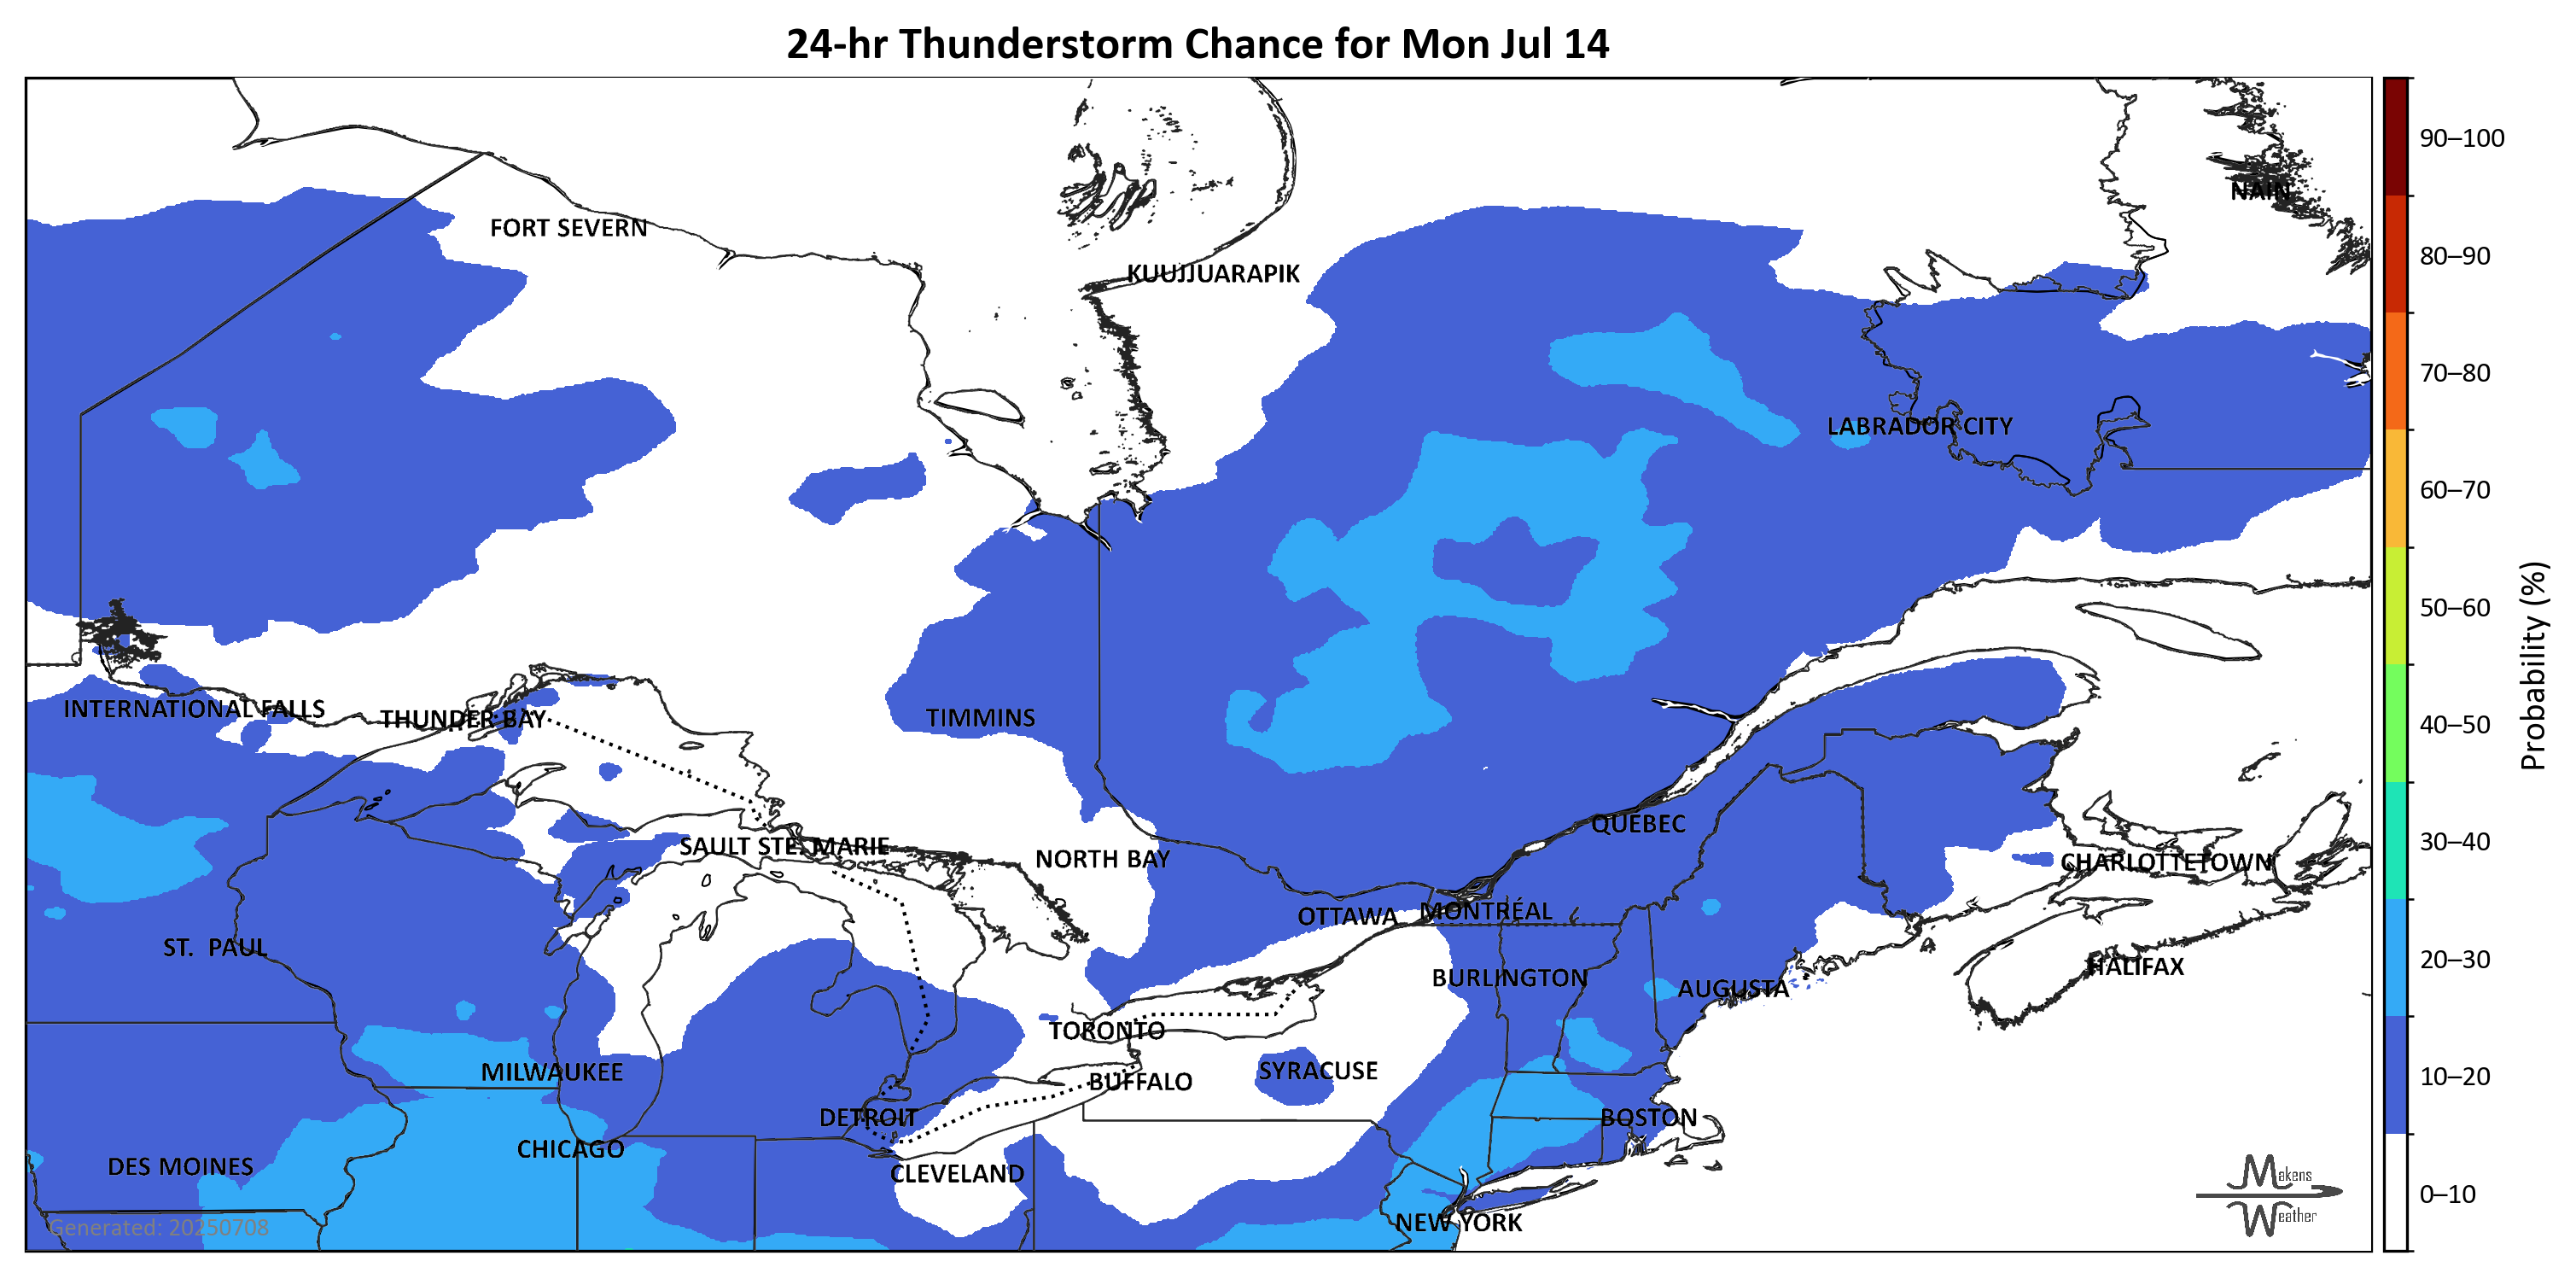 24-hr Thunderstorm Chance for Mon Jul 14
NAIN
FORT SEVERN
KUUJJUARAPIK
LABRADOR CITY
INTERNATIONAL FALLS
THUNDER BAY
TIMMINS
QUEBEC
SAULT STE. MARIE
NORTH BAY
CHARLOTTETOWN
OTTAWA
MONTRÉAL
ST. PAUL
HALIFAX
BURLINGTON
AUGUSTA
TORONTO
MILWAUKEE
SYRACUSE
BUFFALO
DETROIT
BOSTON
CHICAGO
DES MOINES
CLEVELAND
NEW YORK
Generated: 20250708
Makens
Weather
90–100
80–90
70–80
60–70
50–60
40–50
30–40
20–30
10–20
0–10
Probability (%)